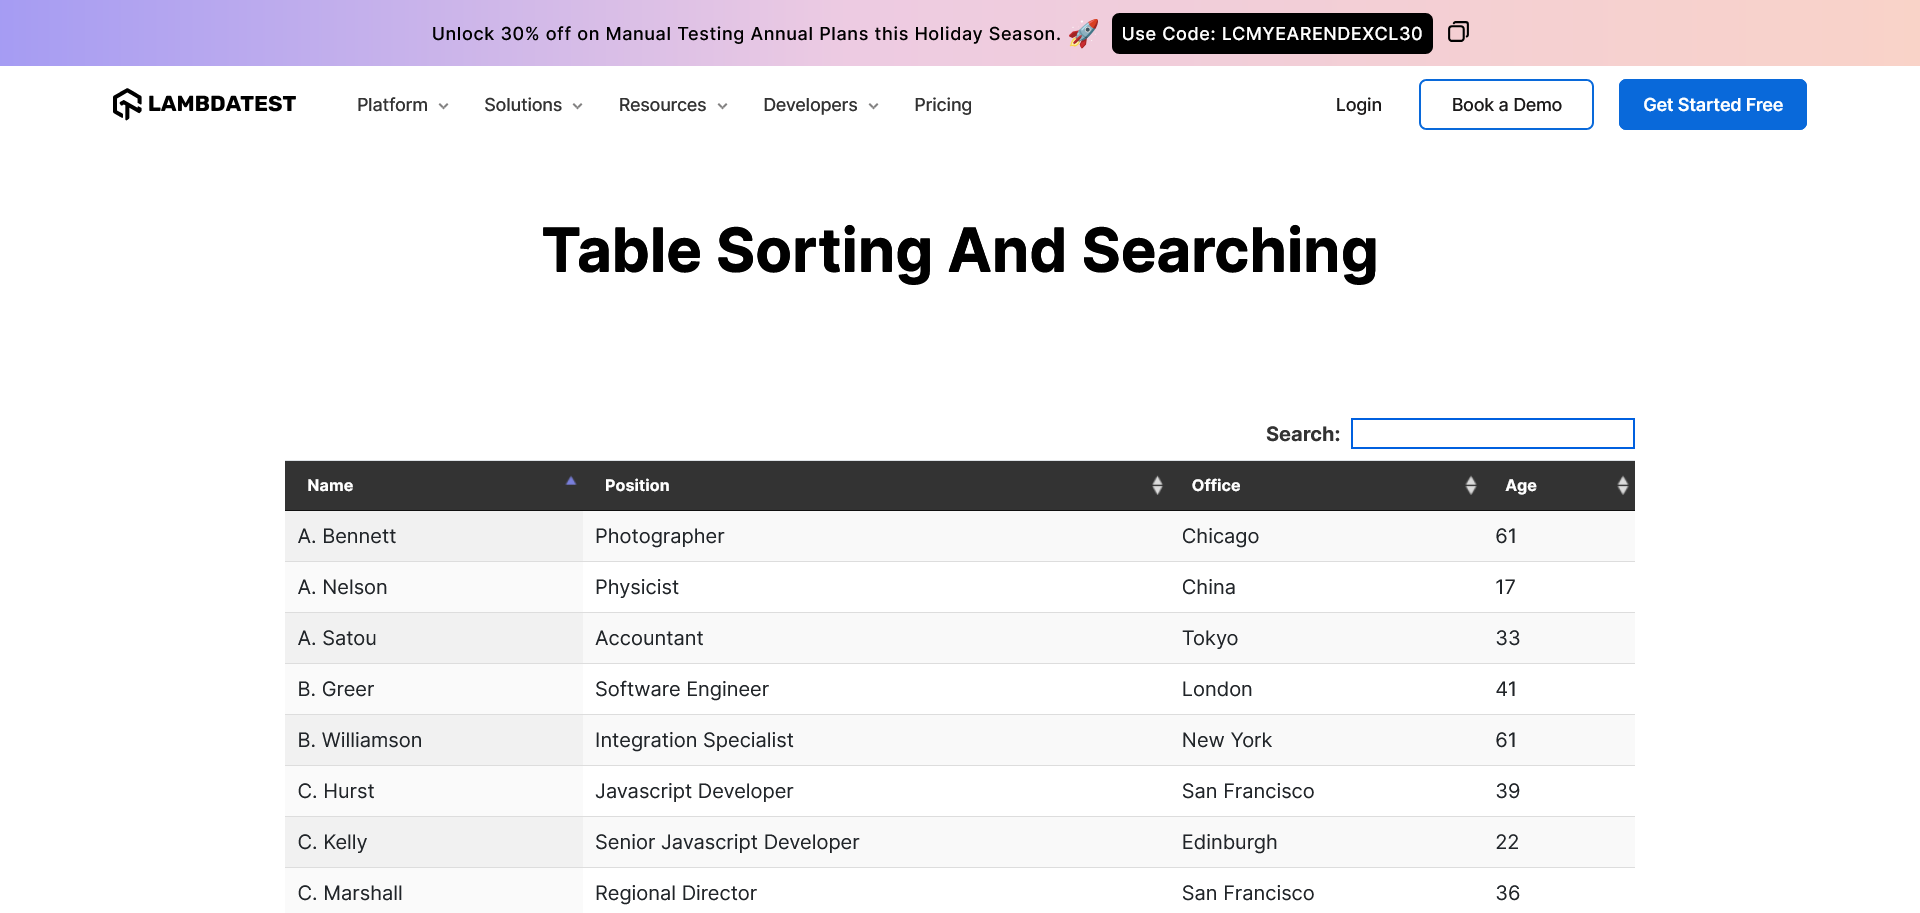 Unlock 30% off on Manual Testing Annual Plans this Holiday Season. 🚀 Use Code: LCMYEARENDEXCL30
LAMBDATEST Platform Solutions Resources Developers Pricing Login Book a Demo Get Started Free
Table Sorting And Searching
Search:
Name Position Office Age
A. Bennett Photographer Chicago 61
A. Nelson Physicist China 17
A. Satou Accountant Tokyo 33
B. Greer Software Engineer London 41
B. Williamson Integration Specialist New York 61
C. Hurst Javascript Developer San Francisco 39
C. Kelly Senior Javascript Developer Edinburgh 22
C. Marshall Regional Director San Francisco 36